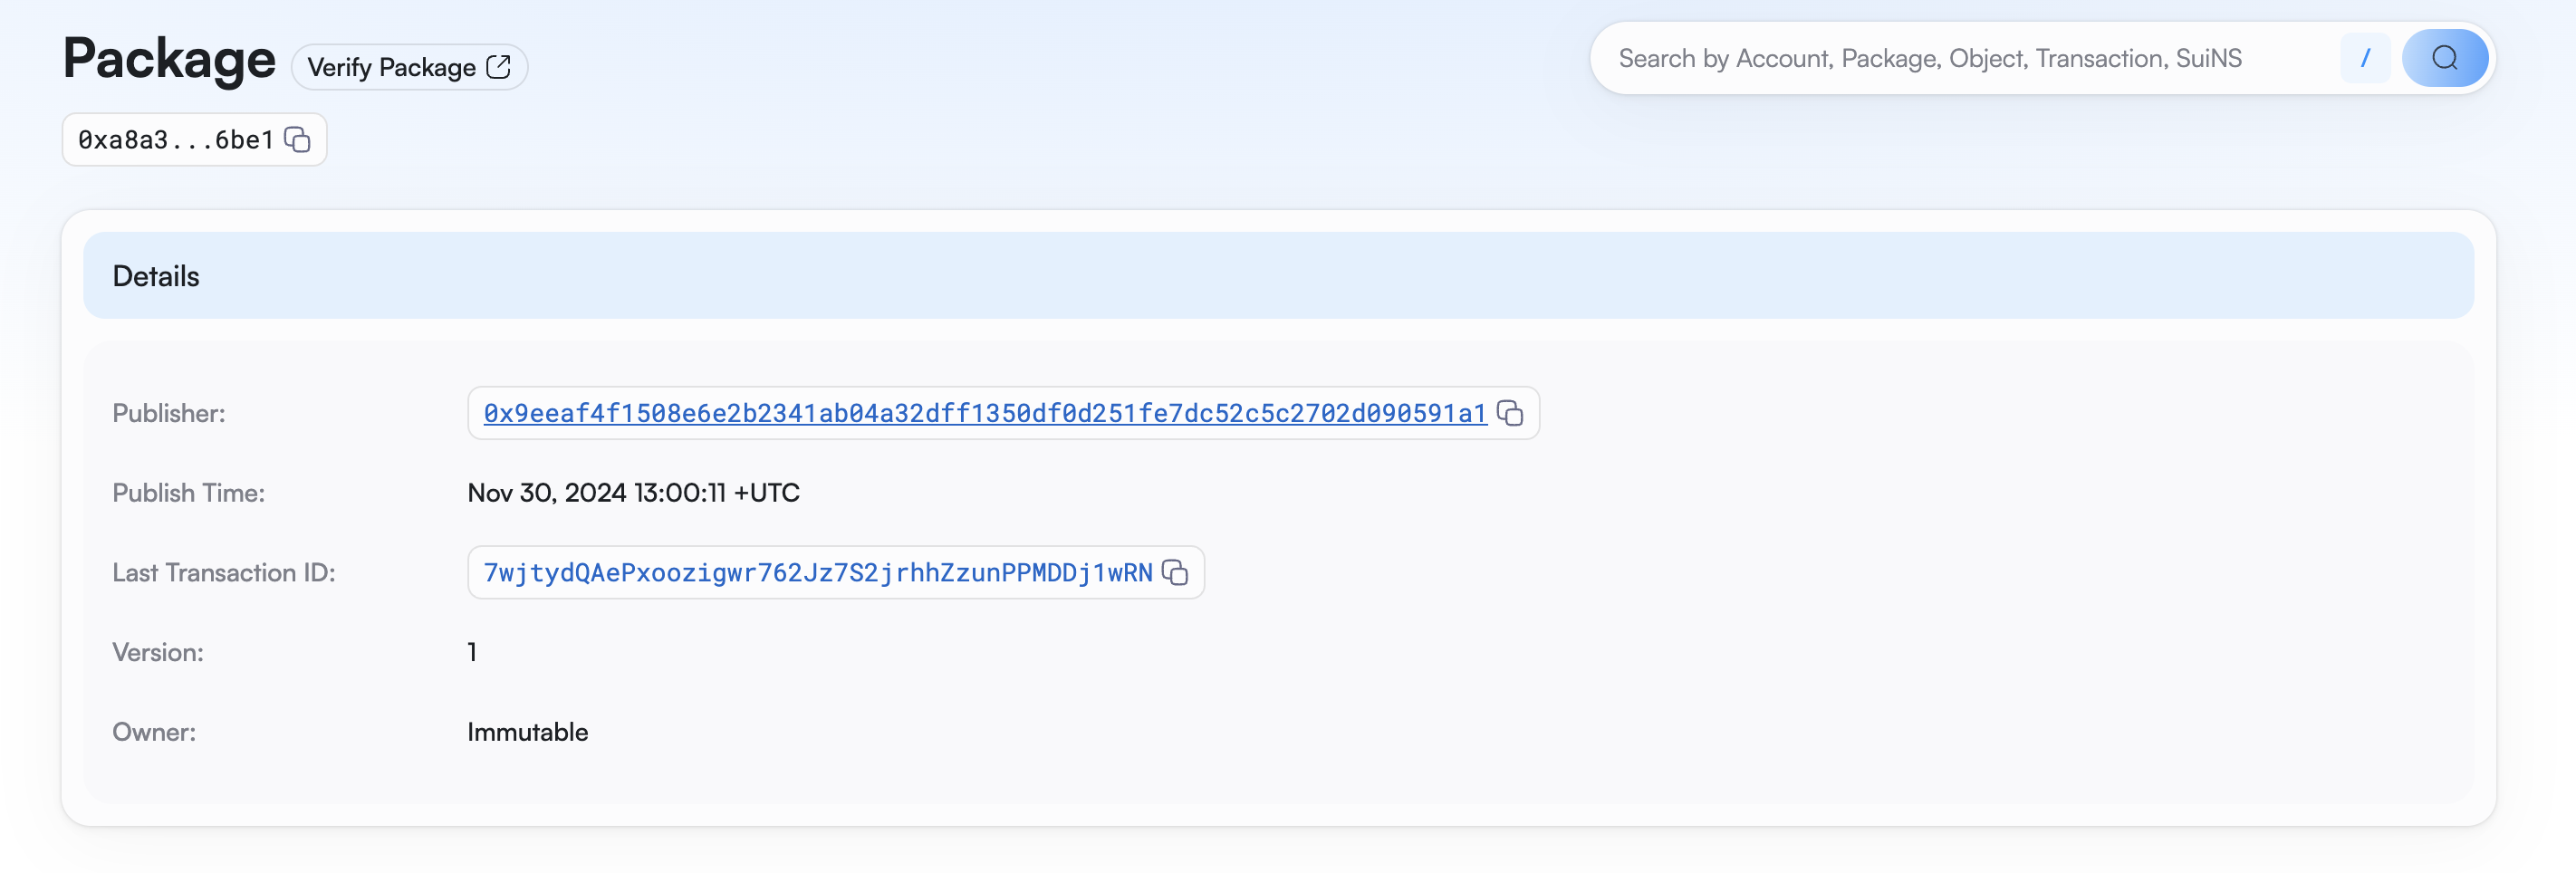 Package
Verify Package
Search by Account, Package, Object, Transaction, SuiNS
/
0xa8a3...6be1
Details
Publisher:
0x9eeaf4f1508e6e2b2341ab04a32dff1350df0d251fe7dc52c5c2702d090591a1
Publish Time:
Nov 30, 2024 13:00:11 +UTC
Last Transaction ID:
7wjtydQAePxoozigwr762Jz7S2jrhhZzunPPMDDj1wRN
Version:
1
Owner:
Immutable